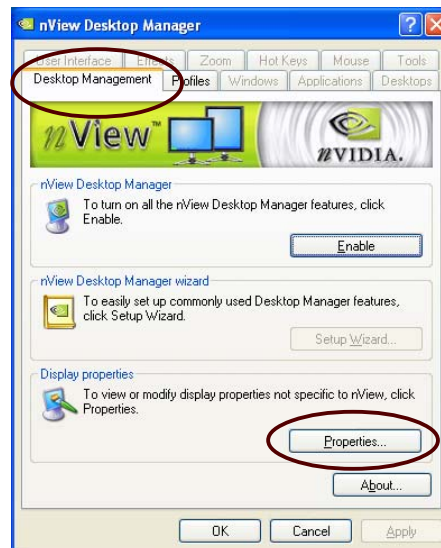 nView Desktop Manager
User Interface Effects Zoom Hot Keys Mouse Tools
Desktop Management Profiles Windows Applications Desktops
nView™ nVIDIA.
nView Desktop Manager
To turn on all the nView Desktop Manager features, click
Enable.
Enable
nView Desktop Manager wizard
To easily set up commonly used Desktop Manager features,
click Setup Wizard.
Setup Wizard...
Display properties
To view or modify display properties not specific to nView, click
Properties.
Properties...
About...
OK Cancel Apply